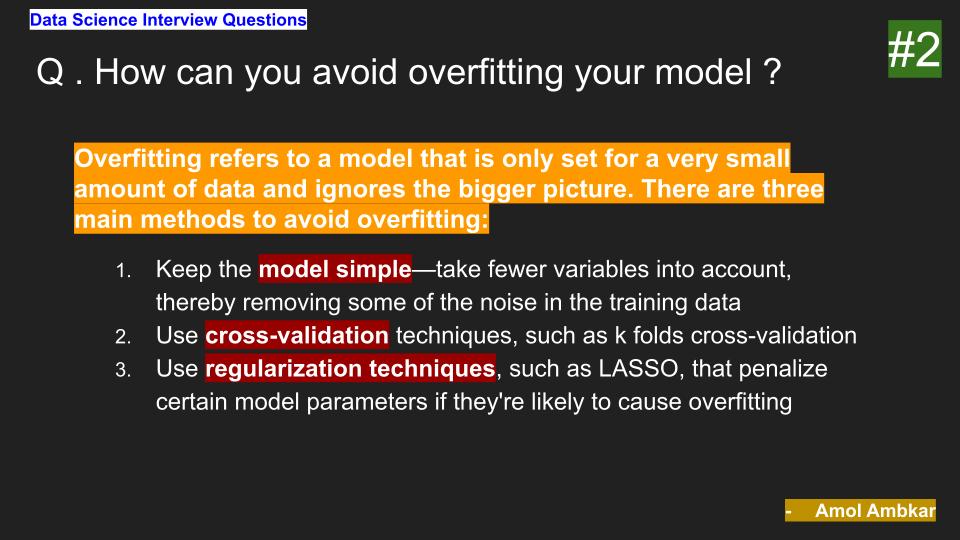 Data Science Interview Questions
#2
Q . How can you avoid overfitting your model ?
Overfitting refers to a model that is only set for a very small
amount of data and ignores the bigger picture. There are three
main methods to avoid overfitting:
1. Keep the model simple—take fewer variables into account,
thereby removing some of the noise in the training data
2. Use cross-validation techniques, such as k folds cross-validation
3. Use regularization techniques, such as LASSO, that penalize
certain model parameters if they're likely to cause overfitting
- Amol Ambkar